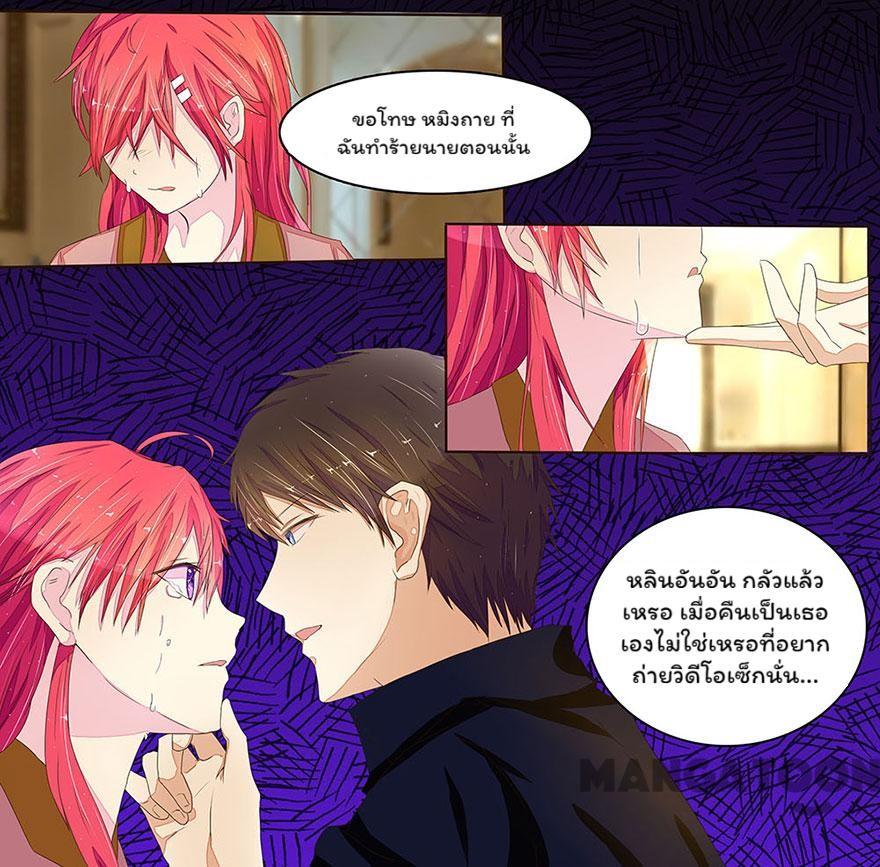 ขอโทษ หมิงถาย ที่
ฉันทำร้ายนายตอนนั้น
หลินอันอัน กลัวแล้ว
เหรอ เมื่อคืนเป็นเธอ
เองไม่ใช่เหรอที่อยาก
ถ่ายวิดีโอเซ็กนั่น...